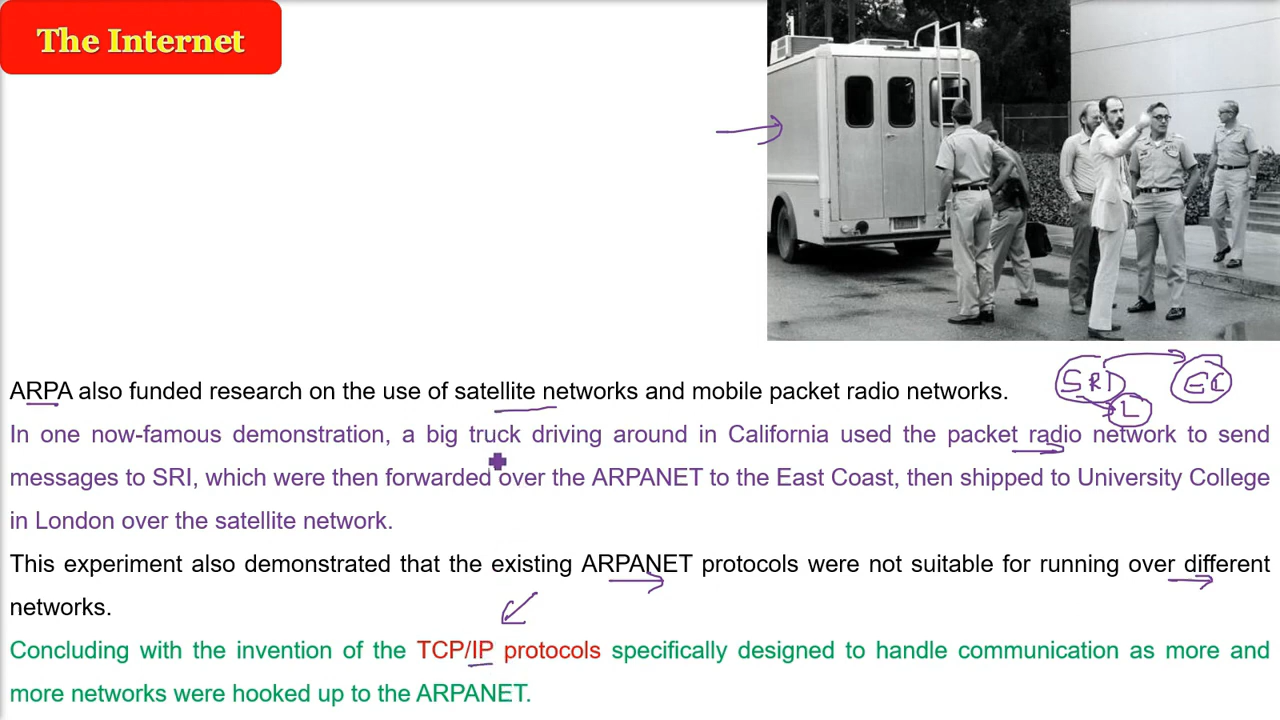 The Internet
ARPA also funded research on the use of satellite networks and mobile packet radio networks.
SRI
EC
L
In one now-famous demonstration, a big truck driving around in California used the packet radio network to send
messages to SRI, which were then forwarded over the ARPANET to the East Coast, then shipped to University College
in London over the satellite network.
This experiment also demonstrated that the existing ARPANET protocols were not suitable for running over different
networks.
Concluding with the invention of the TCP/IP protocols specifically designed to handle communication as more and
more networks were hooked up to the ARPANET.